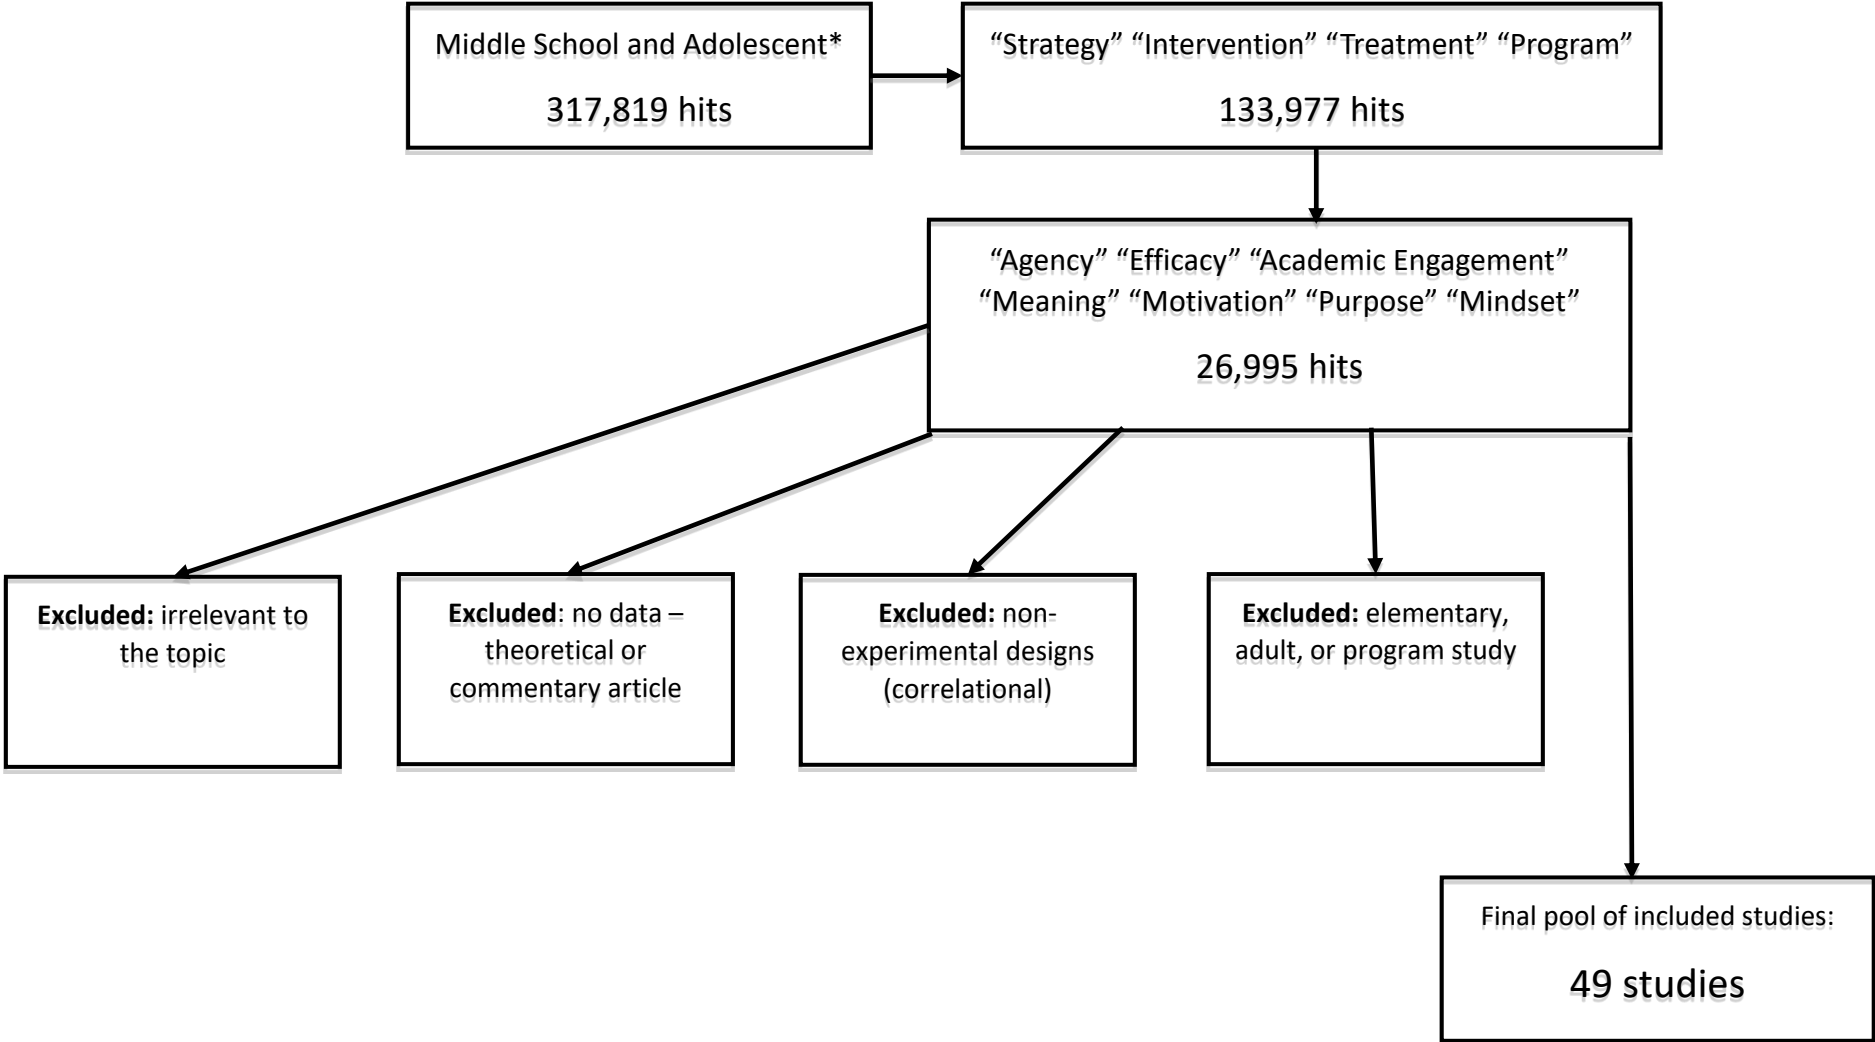 Middle School and Adolescent*
317,819 hits
“Strategy” “Intervention” “Treatment” “Program”
133,977 hits
“Agency” “Efficacy” “Academic Engagement”
“Meaning” “Motivation” “Purpose” “Mindset”
26,995 hits
Excluded: irrelevant to
the topic
Excluded: no data –
theoretical or
commentary article
Excluded: non-
experimental designs
(correlational)
Excluded: elementary,
adult, or program study
Final pool of included studies:
49 studies